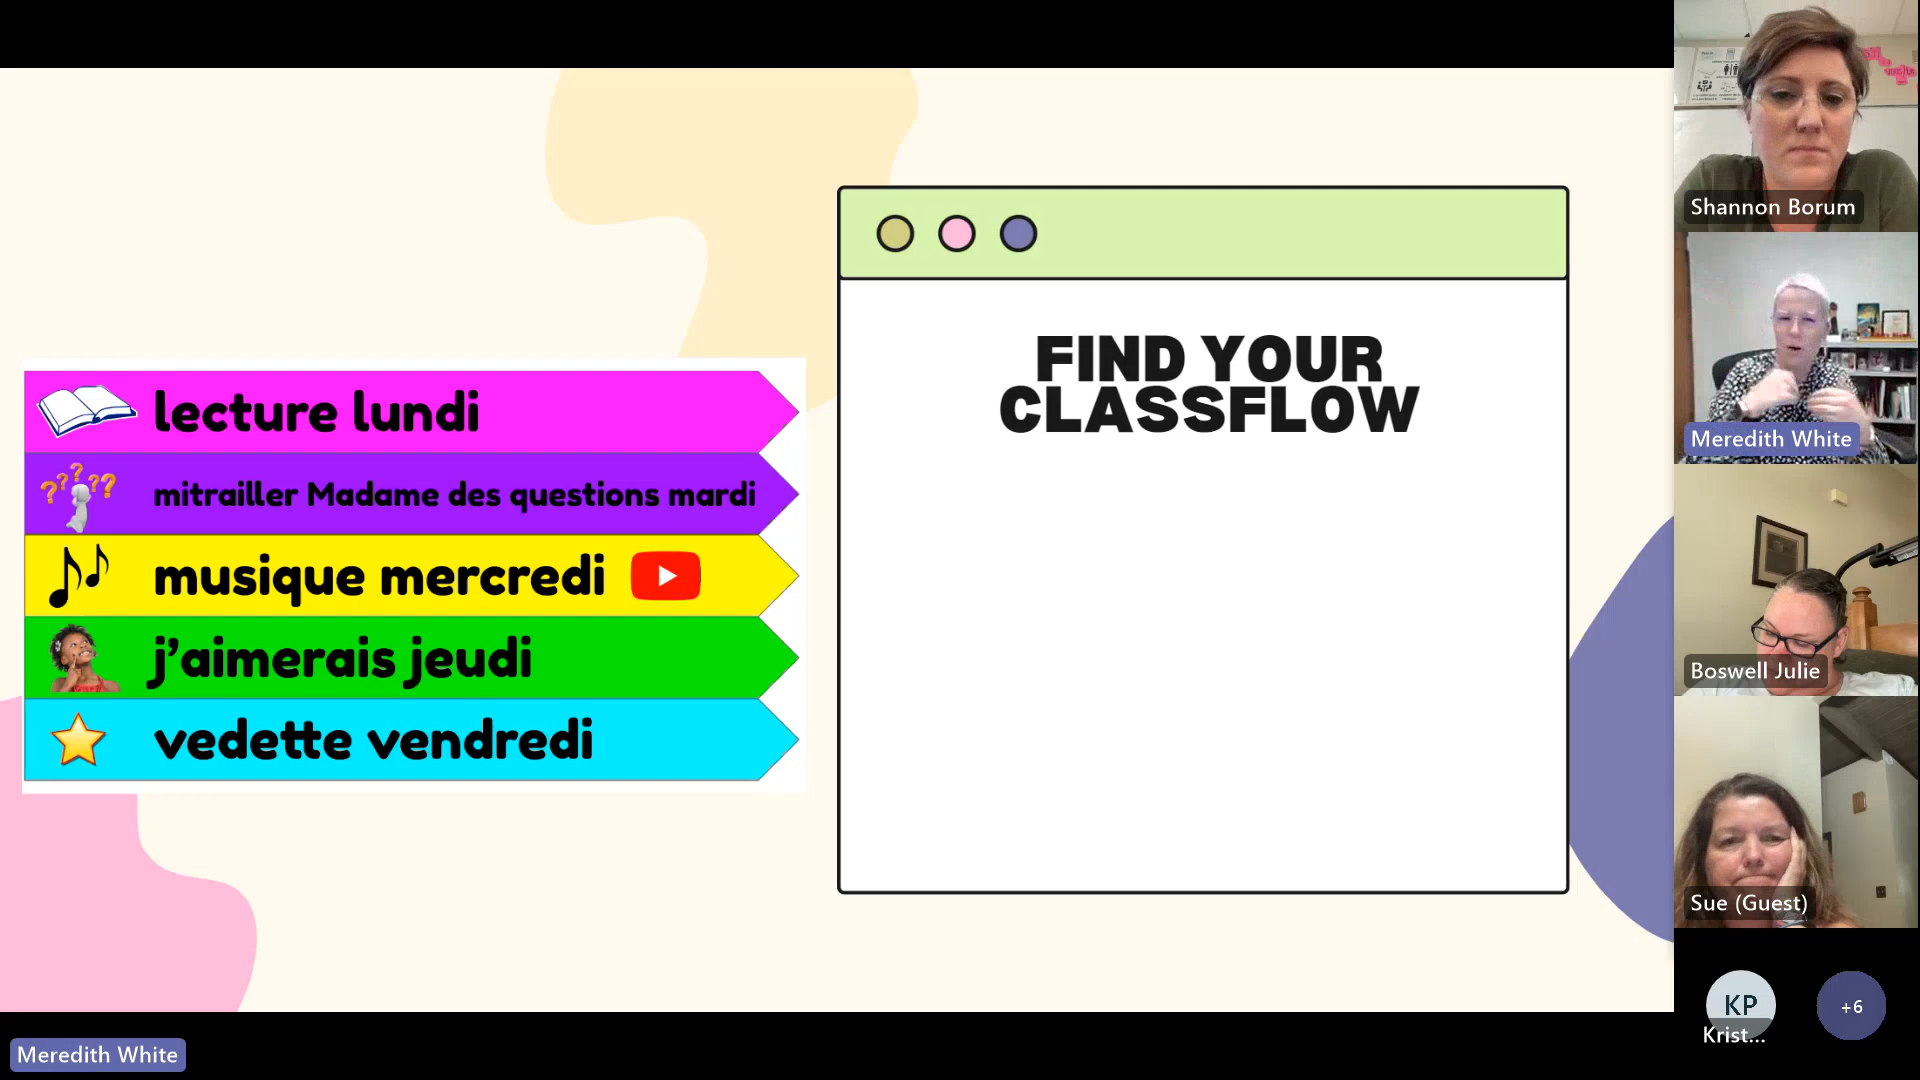 FIND YOUR
CLASSFLOW
lecture lundi
?????
mitrailler Madame des questions mardi
musique mercredi
j’aimerais jeudi
vedette vendredi
Shannon Borum
Meredith White
Boswell Julie
Sue (Guest)
KP
Krist...
+6
Meredith White